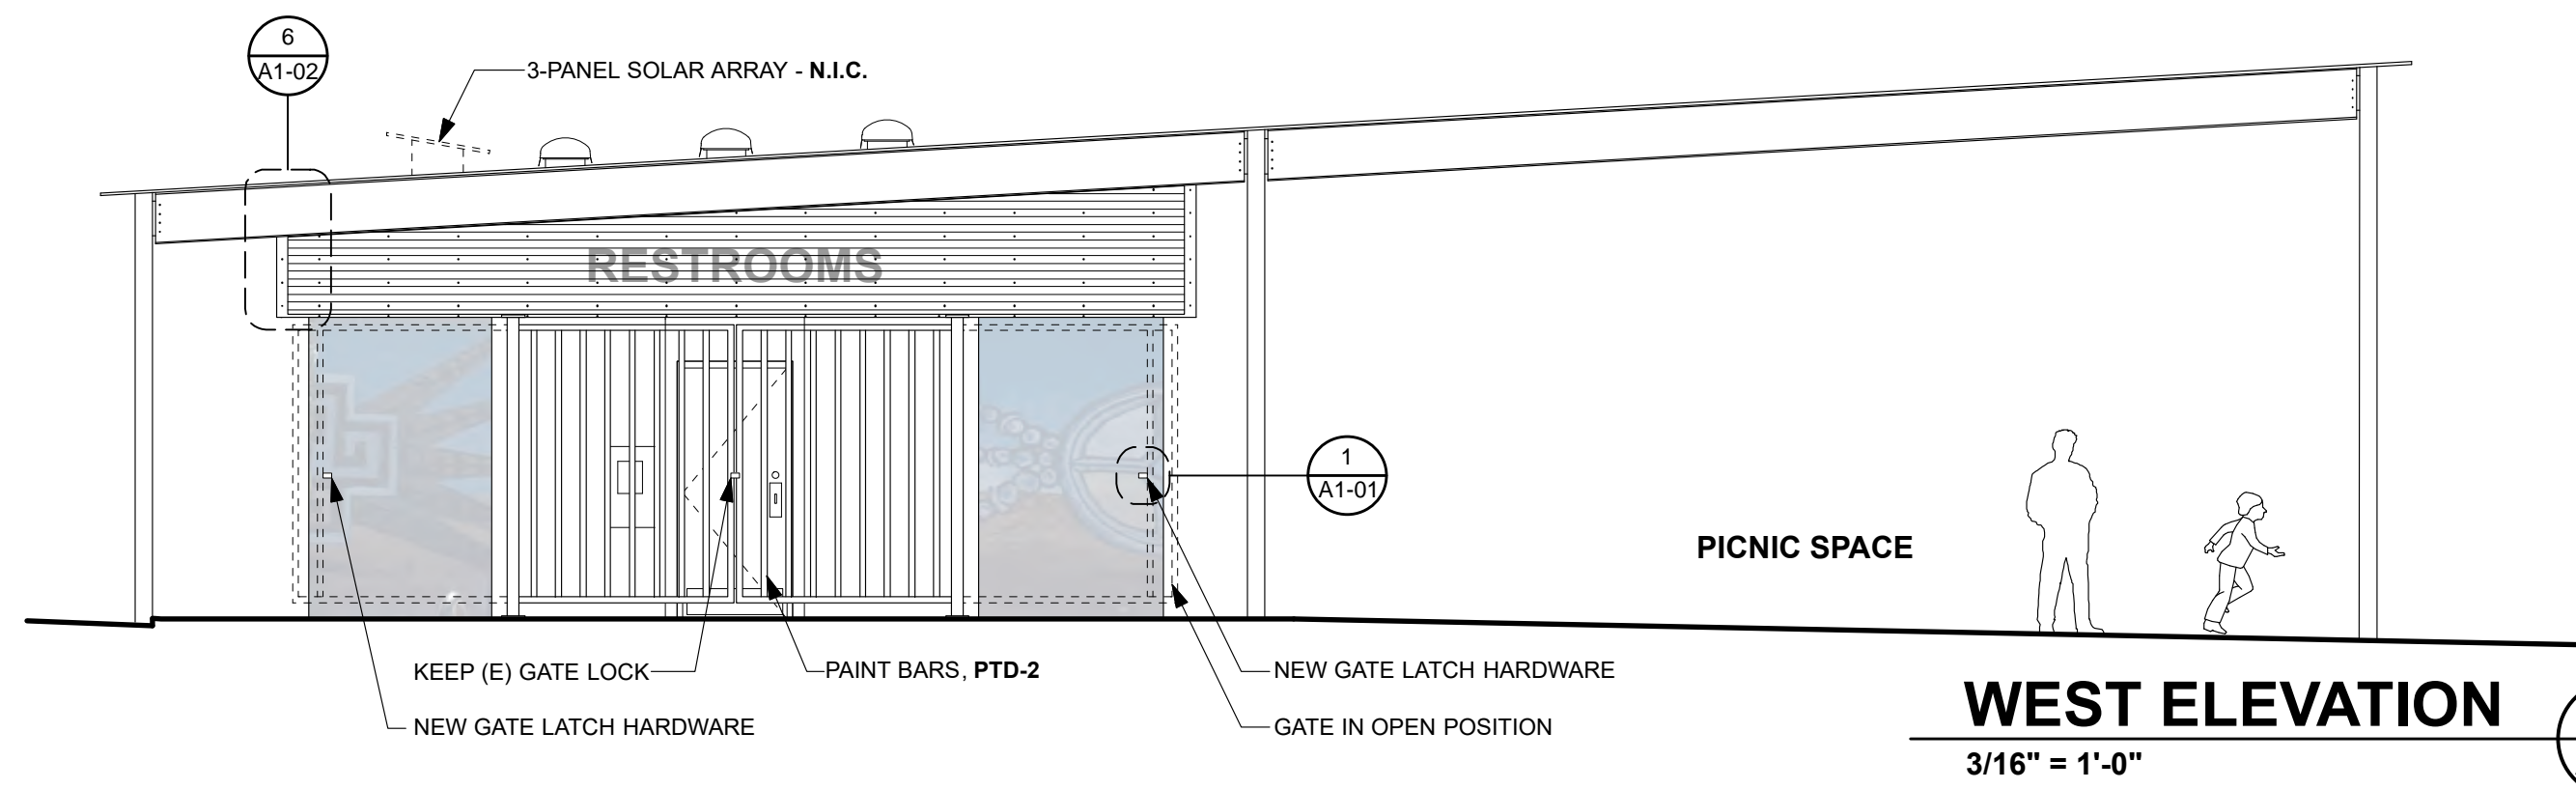 6
A1-02
3-PANEL SOLAR ARRAY - N.I.C.
RESTROOMS
1
A1-01
PICNIC SPACE
KEEP (E) GATE LOCK
PAINT BARS, PTD-2
NEW GATE LATCH HARDWARE
NEW GATE LATCH HARDWARE
GATE IN OPEN POSITION
WEST ELEVATION
3/16" = 1'-0"